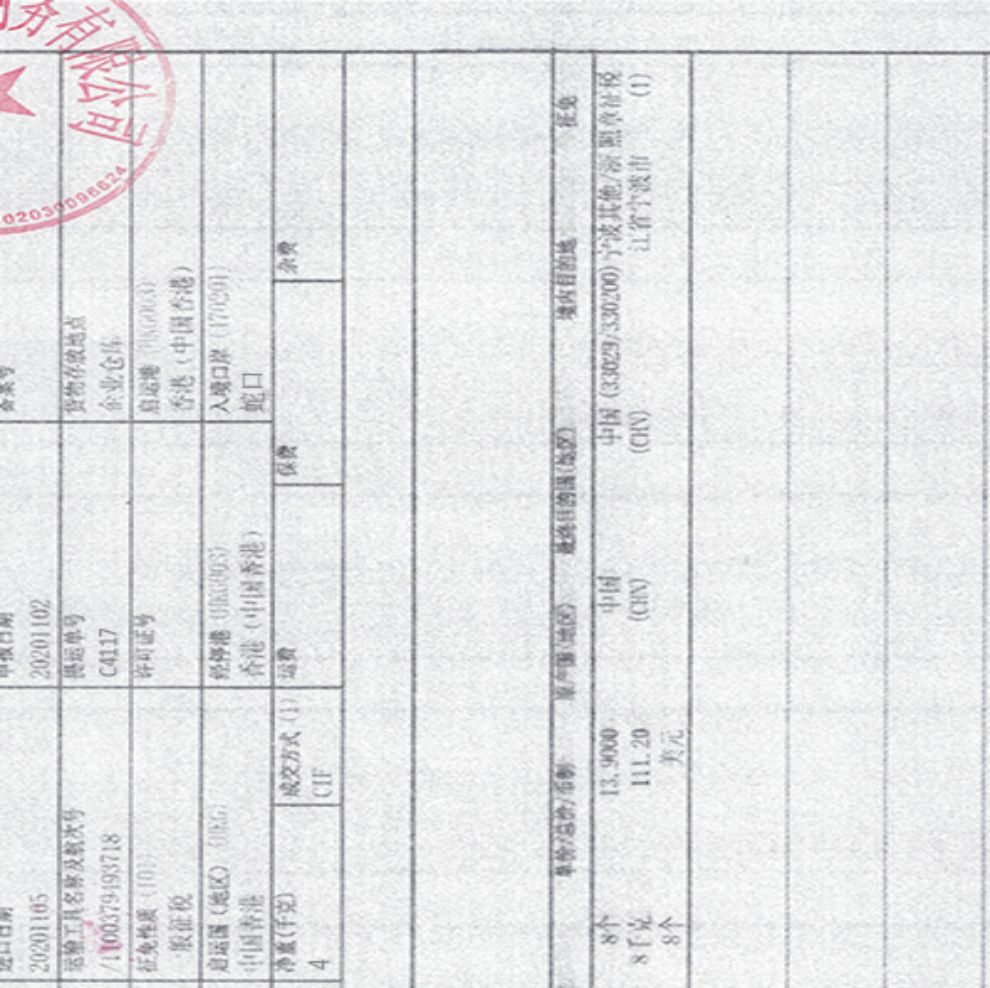 务有限公司
02030096624
进口日期 申报日期 备案号
20201105 20201102
运输工具名称及航次号 提运单号 货物存放地点
/1100379493718 C4117 企业仓库
征免性质 (101) 许可证号 启运港 (HKG003)
一般征税 香港(中国香港)
启运国(地区) (HKG) 经停港 (HKG003) 入境口岸 (470501)
中国香港 香港(中国香港) 蛇口
净重(千克) 成交方式 (1) 运费 保费 杂费
4 CIF
单价/总价/币制 原产国(地区) 最终目的国(地区) 境内目的地 征免
8个 13.9000 中国 中国 (33029/330200) 宁波其他/浙 照章征税
8千克 111.20 (CHN) (CHN) 江省宁波市 (1)
8个 美元